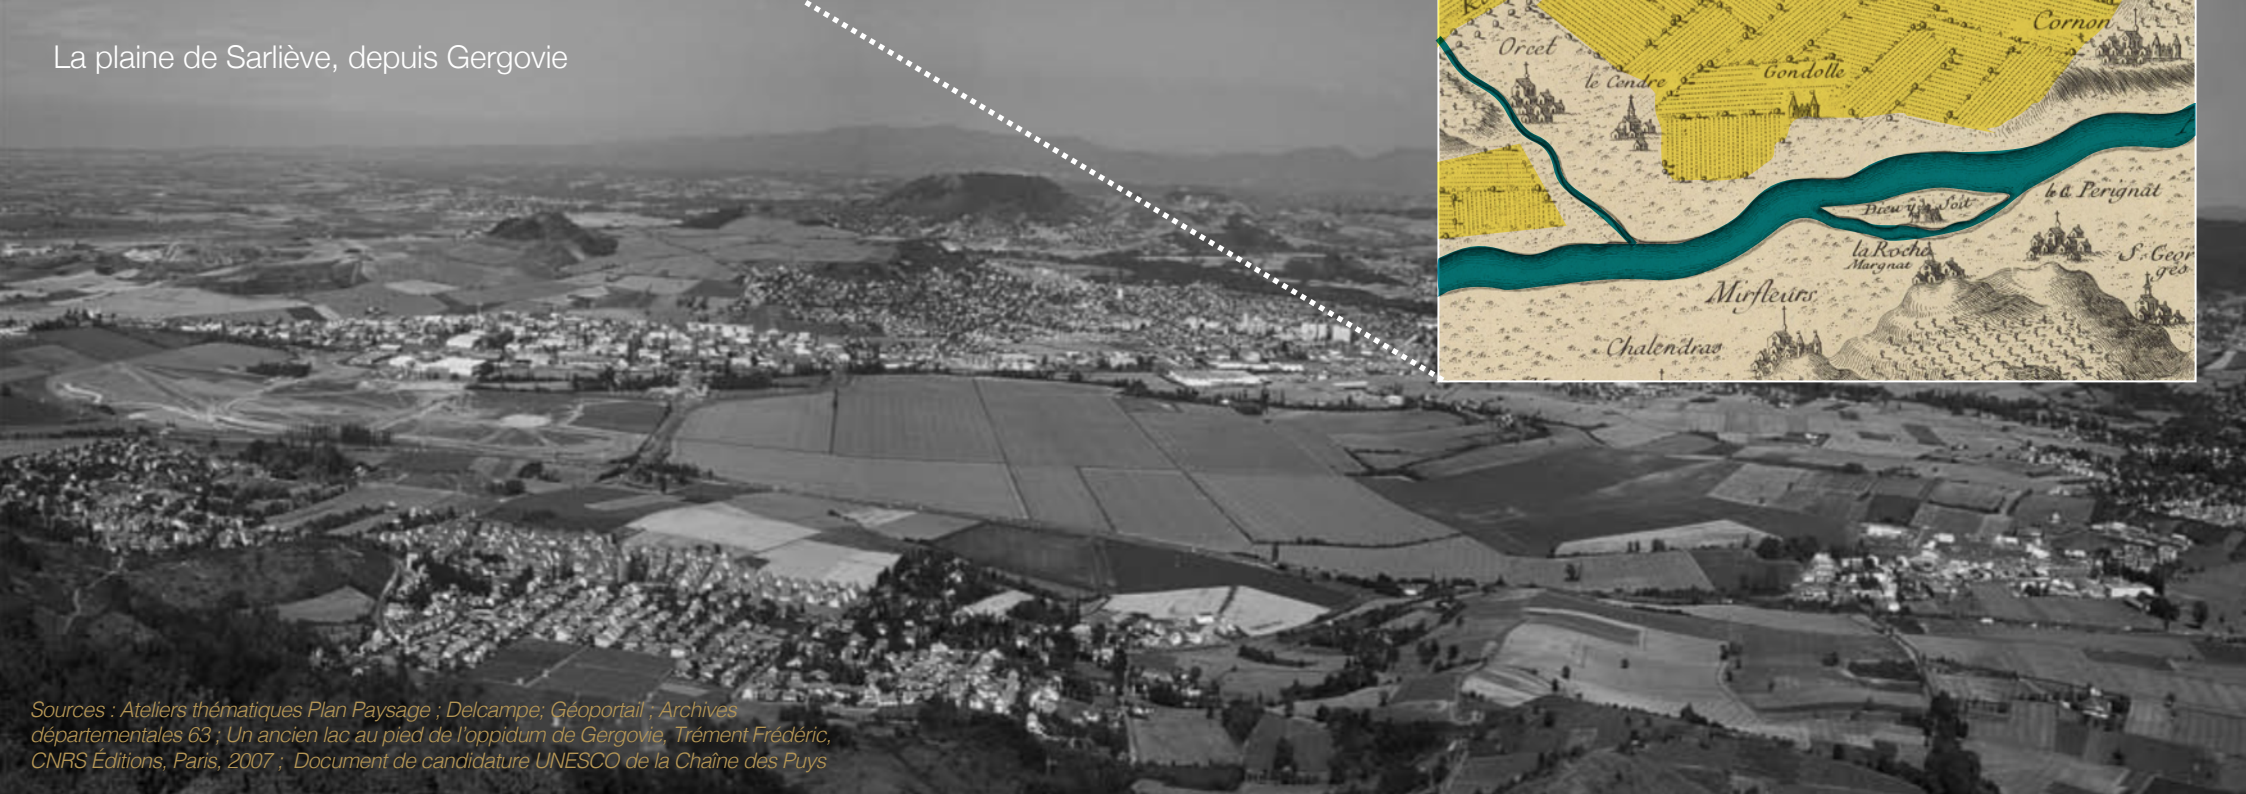 La plaine de Sarliève, depuis Gergovie
Cornon
Orcet
le Cendre
Gondolle
Perignat
Dieu y Soit
la Roche
Margnat
S. Geor
ges
Mirfleurs
Chalendras
Sources : Ateliers thématiques Plan Paysage ; Delcampe; Géoportail ; Archives
départementales 63 ; Un ancien lac au pied de l'oppidum de Gergovie, Trément Frédéric,
CNRS Éditions, Paris, 2007 ;  Document de candidature UNESCO de la Chaîne des Puys